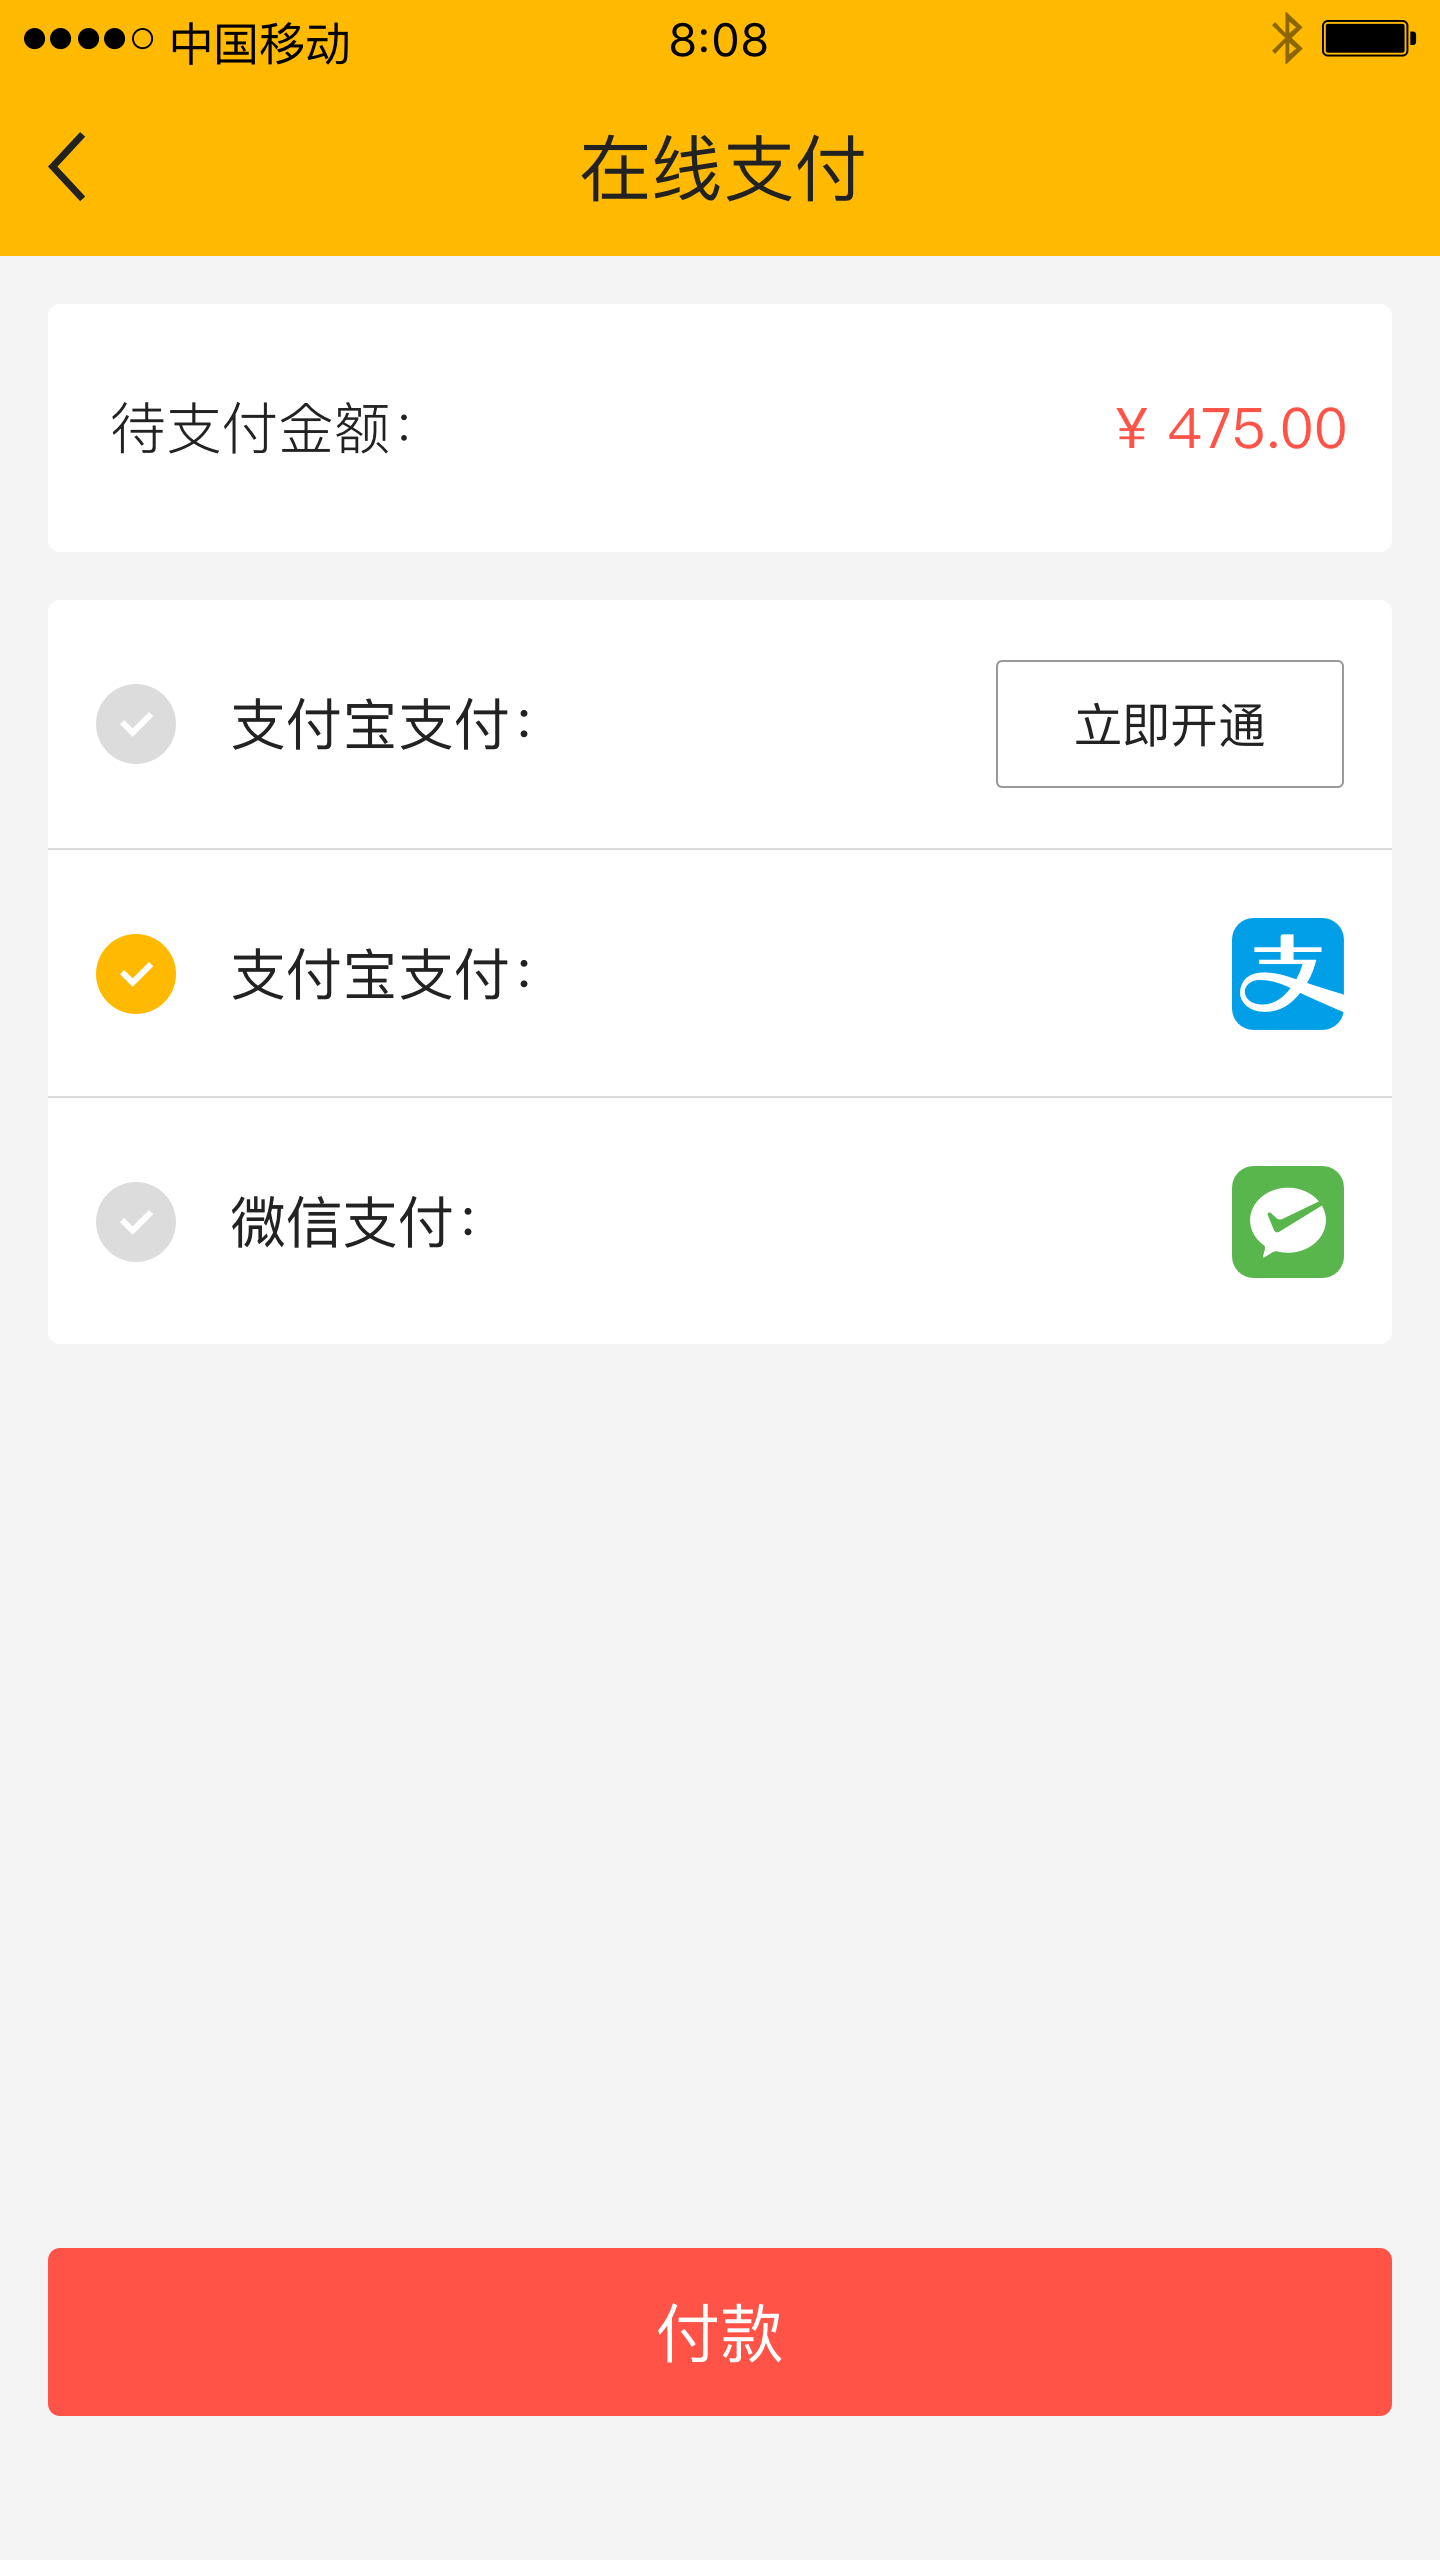 中国移动 8:08
在线支付
待支付金额: ¥ 475.00
支付宝支付: 立即开通
支付宝支付: 支
微信支付:
付款